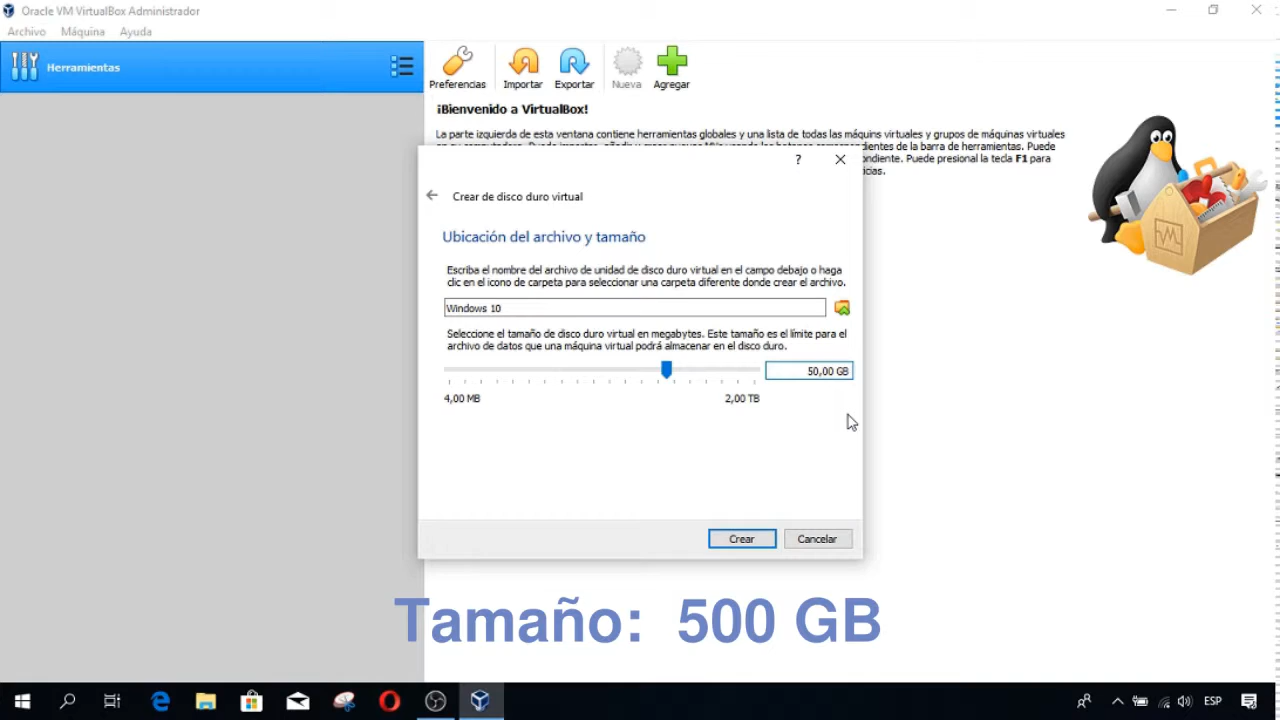 Oracle VM VirtualBox Administrador
Archivo Máquina Ayuda
Herramientas
Preferencias Importar Exportar Nueva Agregar
¡Bienvenido a VirtualBox!
La parte izquierda de esta ventana contiene herramientas globales y una lista de todas las máquins virtuales y grupos de máquinas virtuales
dientes de la barra de herramientas. Puede
pondiente. Puede presional la tecla F1 para
icias.
?
Crear de disco duro virtual
Ubicación del archivo y tamaño
Escriba el nombre del archivo de unidad de disco duro virtual en el campo debajo o haga
clic en el icono de carpeta para seleccionar una carpeta diferente donde crear el archivo.
Windows 10
Seleccione el tamaño de disco duro virtual en megabytes. Este tamaño es el límite para el
archivo de datos que una máquina virtual podrá almacenar en el disco duro.
50,00 GB
4,00 MB 2,00 TB
Crear Cancelar
Tamaño: 500 GB
ESP